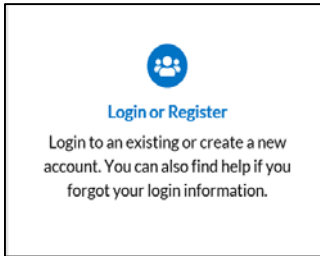 Login or Register
Login to an existing or create a new
account. You can also find help if you
forgot your login information.